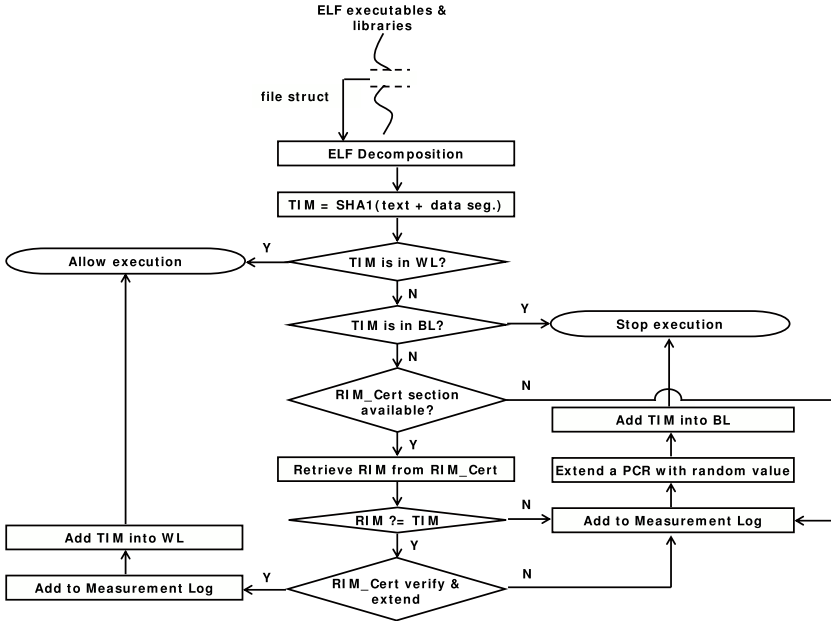 ELF executables &
libraries
file struct
ELF Decomposition
TIM = SHA1(text + data seg.)
Y
Allow execution
TIM is in WL?
N
Y
TIM is in BL?
Stop execution
N
RIM_Cert section
available?
N
Add TIM into BL
Y
Retrieve RIM from RIM_Cert
Extend a PCR with random value
N
RIM ?= TIM
Add to Measurement Log
Add TIM into WL
Y
RIM_Cert verify &
extend
N
Y
Add to Measurement Log